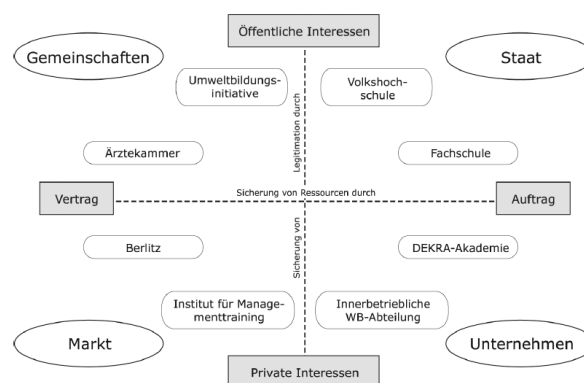 Öffentliche Interessen
Gemeinschaften
Staat
Umweltbildungs-
initiative
Volkshoch-
schule
Legitimation durch
Ärztekammer
Fachschule
Vertrag
Sicherung von Ressourcen durch
Auftrag
Sicherung von
Berlitz
DEKRA-Akademie
Institut für Manage-
menttraining
Innerbetriebliche
WB-Abteilung
Markt
Unternehmen
Private Interessen